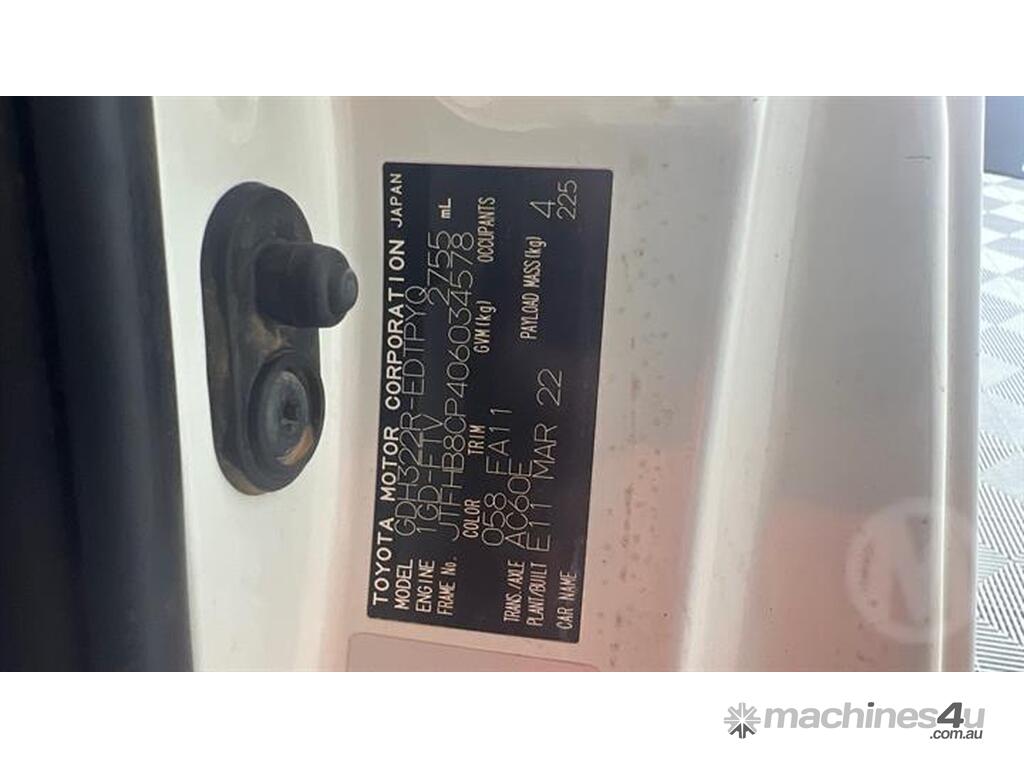 TOYOTA MOTOR CORPORATION JAPAN
MODEL GDH322R-EDTPYQ
ENGINE 1GD-FTV 2755 mL
FRAME No. JTFHB8CP406034578
COLOR TRIM GVM(kg) OCCUPANTS
058 FA11
TRANS./AXLE AC60E PAYLOAD MASS(kg) 4
PLANT/BUILT E11 MAR 22 225
CAR NAME
machines4u
.com.au